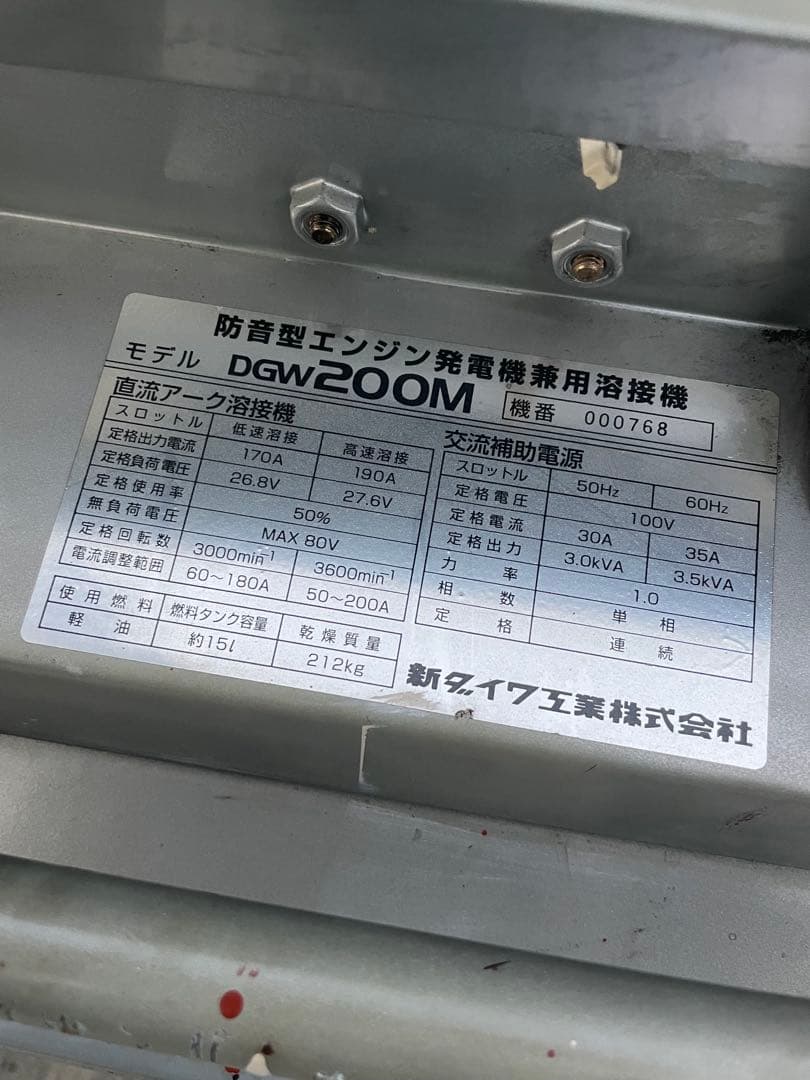 防音型エンジン発電機兼用溶接機
モデル DGW200M 機番 000768
直流アーク溶接機
スロットル 低速溶接 高速溶接
定格出力電流 170A 190A
定格負荷電圧 26.8V 27.6V
定格使用率 50%
無負荷電圧 MAX 80V
定格回転数 3000min⁻¹ 3600min⁻¹
電流調整範囲 60～180A 50～200A
交流補助電源
スロットル 50Hz 60Hz
定格電圧 100V
定格電流 30A 35A
定格出力 3.0kVA 3.5kVA
力率 1.0
相数 単相
定格 連続
使用燃料 燃料タンク容量 乾燥質量
軽油 約15ℓ 212kg
新ダイワ工業株式会社